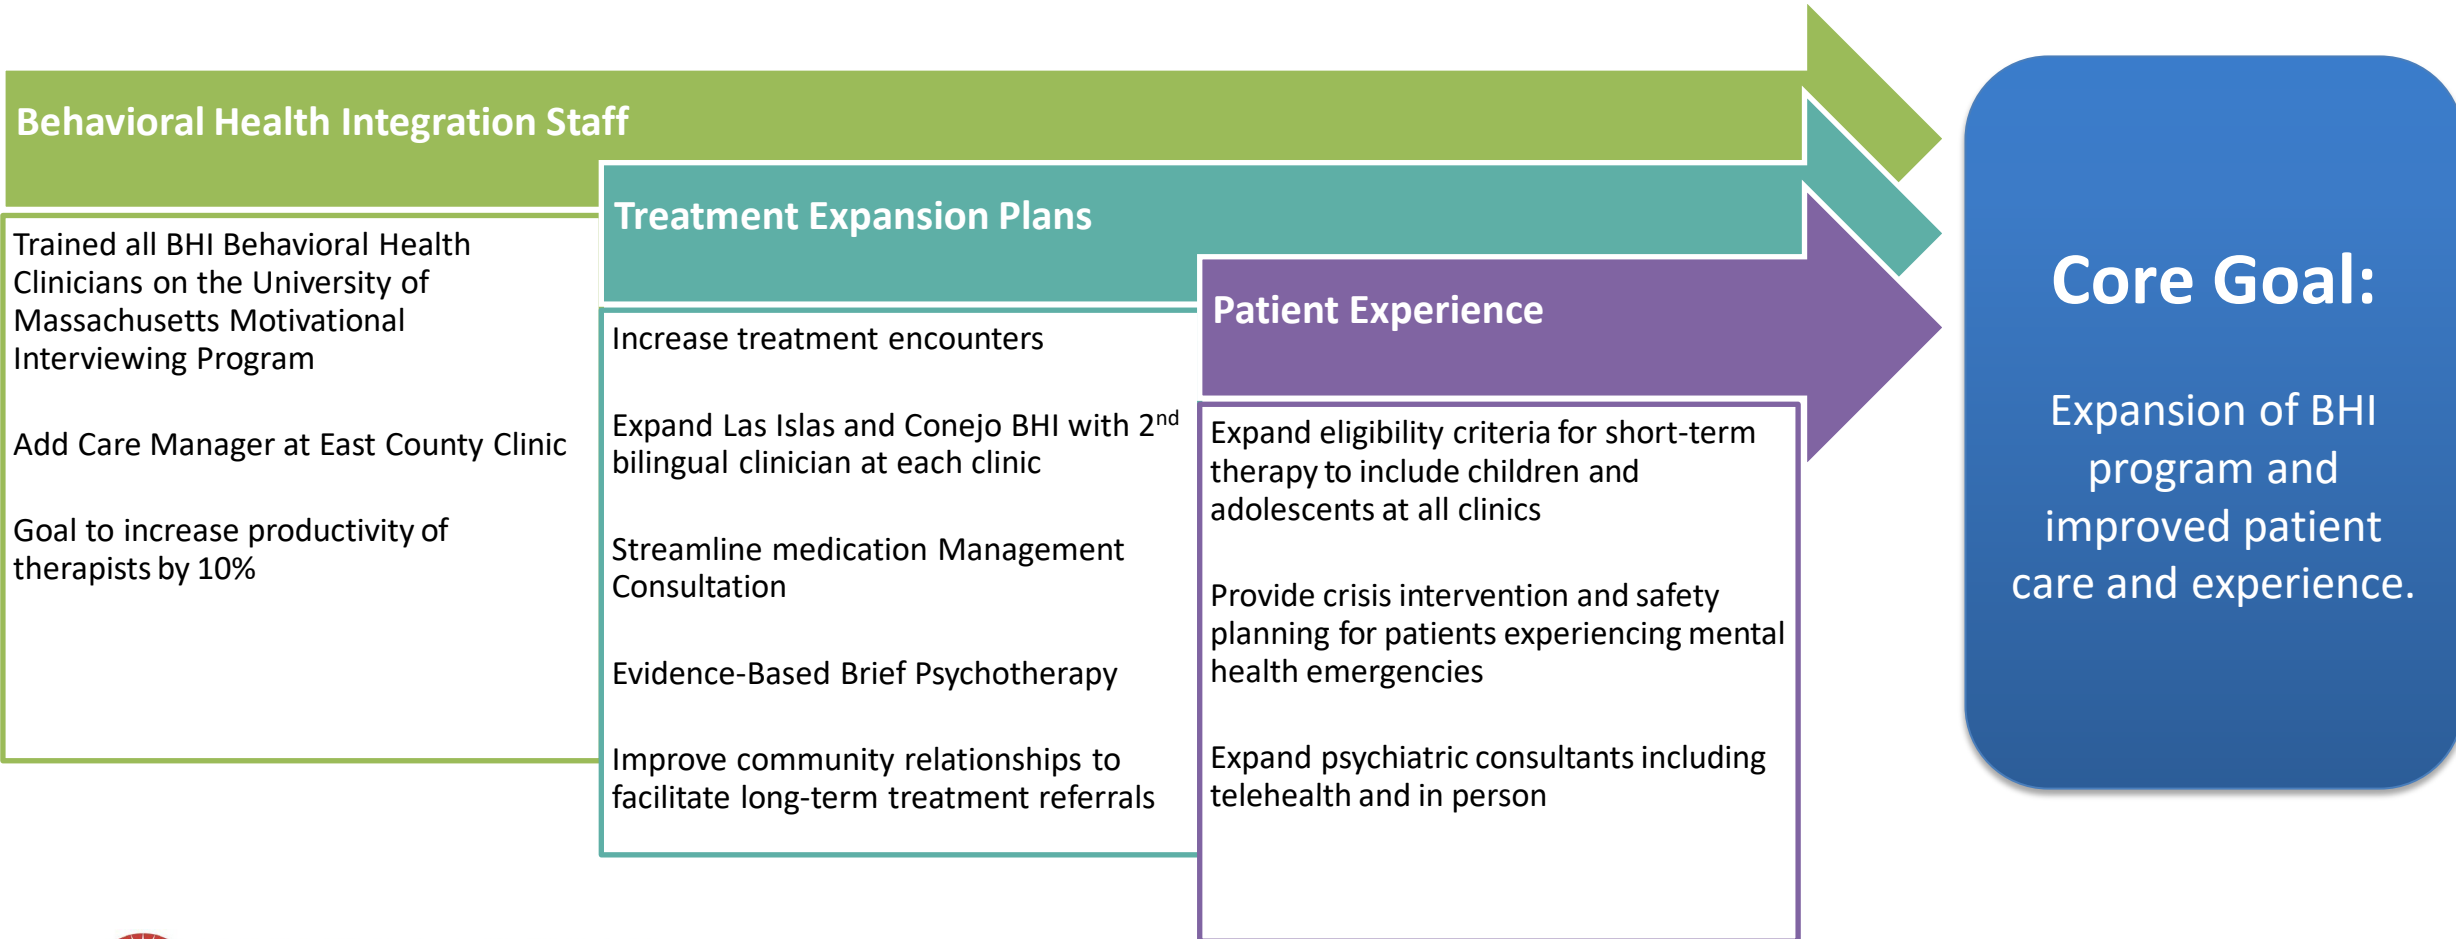 Behavioral Health Integration Staff
Trained all BHI Behavioral Health
Clinicians on the University of
Massachusetts Motivational
Interviewing Program
Add Care Manager at East County Clinic
Goal to increase productivity of
therapists by 10%
Treatment Expansion Plans
Increase treatment encounters
Expand Las Islas and Conejo BHI with 2nd
bilingual clinician at each clinic
Streamline medication Management
Consultation
Evidence-Based Brief Psychotherapy
Improve community relationships to
facilitate long-term treatment referrals
Patient Experience
Expand eligibility criteria for short-term
therapy to include children and
adolescents at all clinics
Provide crisis intervention and safety
planning for patients experiencing mental
health emergencies
Expand psychiatric consultants including
telehealth and in person
Core Goal:
Expansion of BHI
program and
improved patient
care and experience.